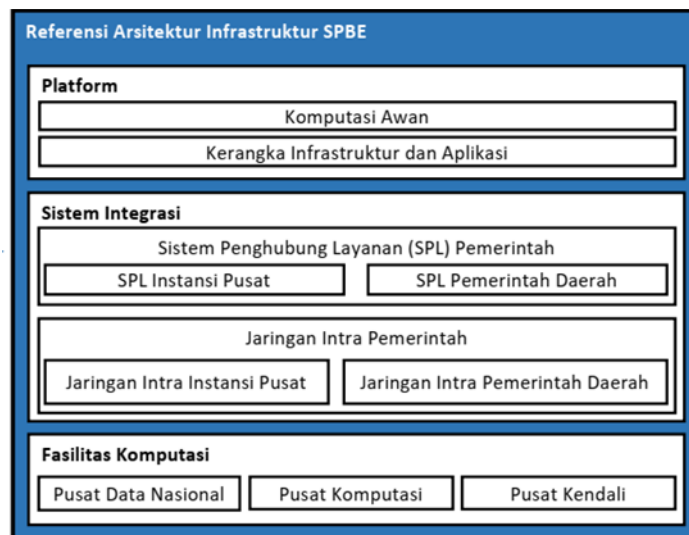 Referensi Arsitektur Infrastruktur SPBE
Platform
Komputasi Awan
Kerangka Infrastruktur dan Aplikasi
Sistem Integrasi
Sistem Penghubung Layanan (SPL) Pemerintah
SPL Instansi Pusat
SPL Pemerintah Daerah
Jaringan Intra Pemerintah
Jaringan Intra Instansi Pusat
Jaringan Intra Pemerintah Daerah
Fasilitas Komputasi
Pusat Data Nasional
Pusat Komputasi
Pusat Kendali